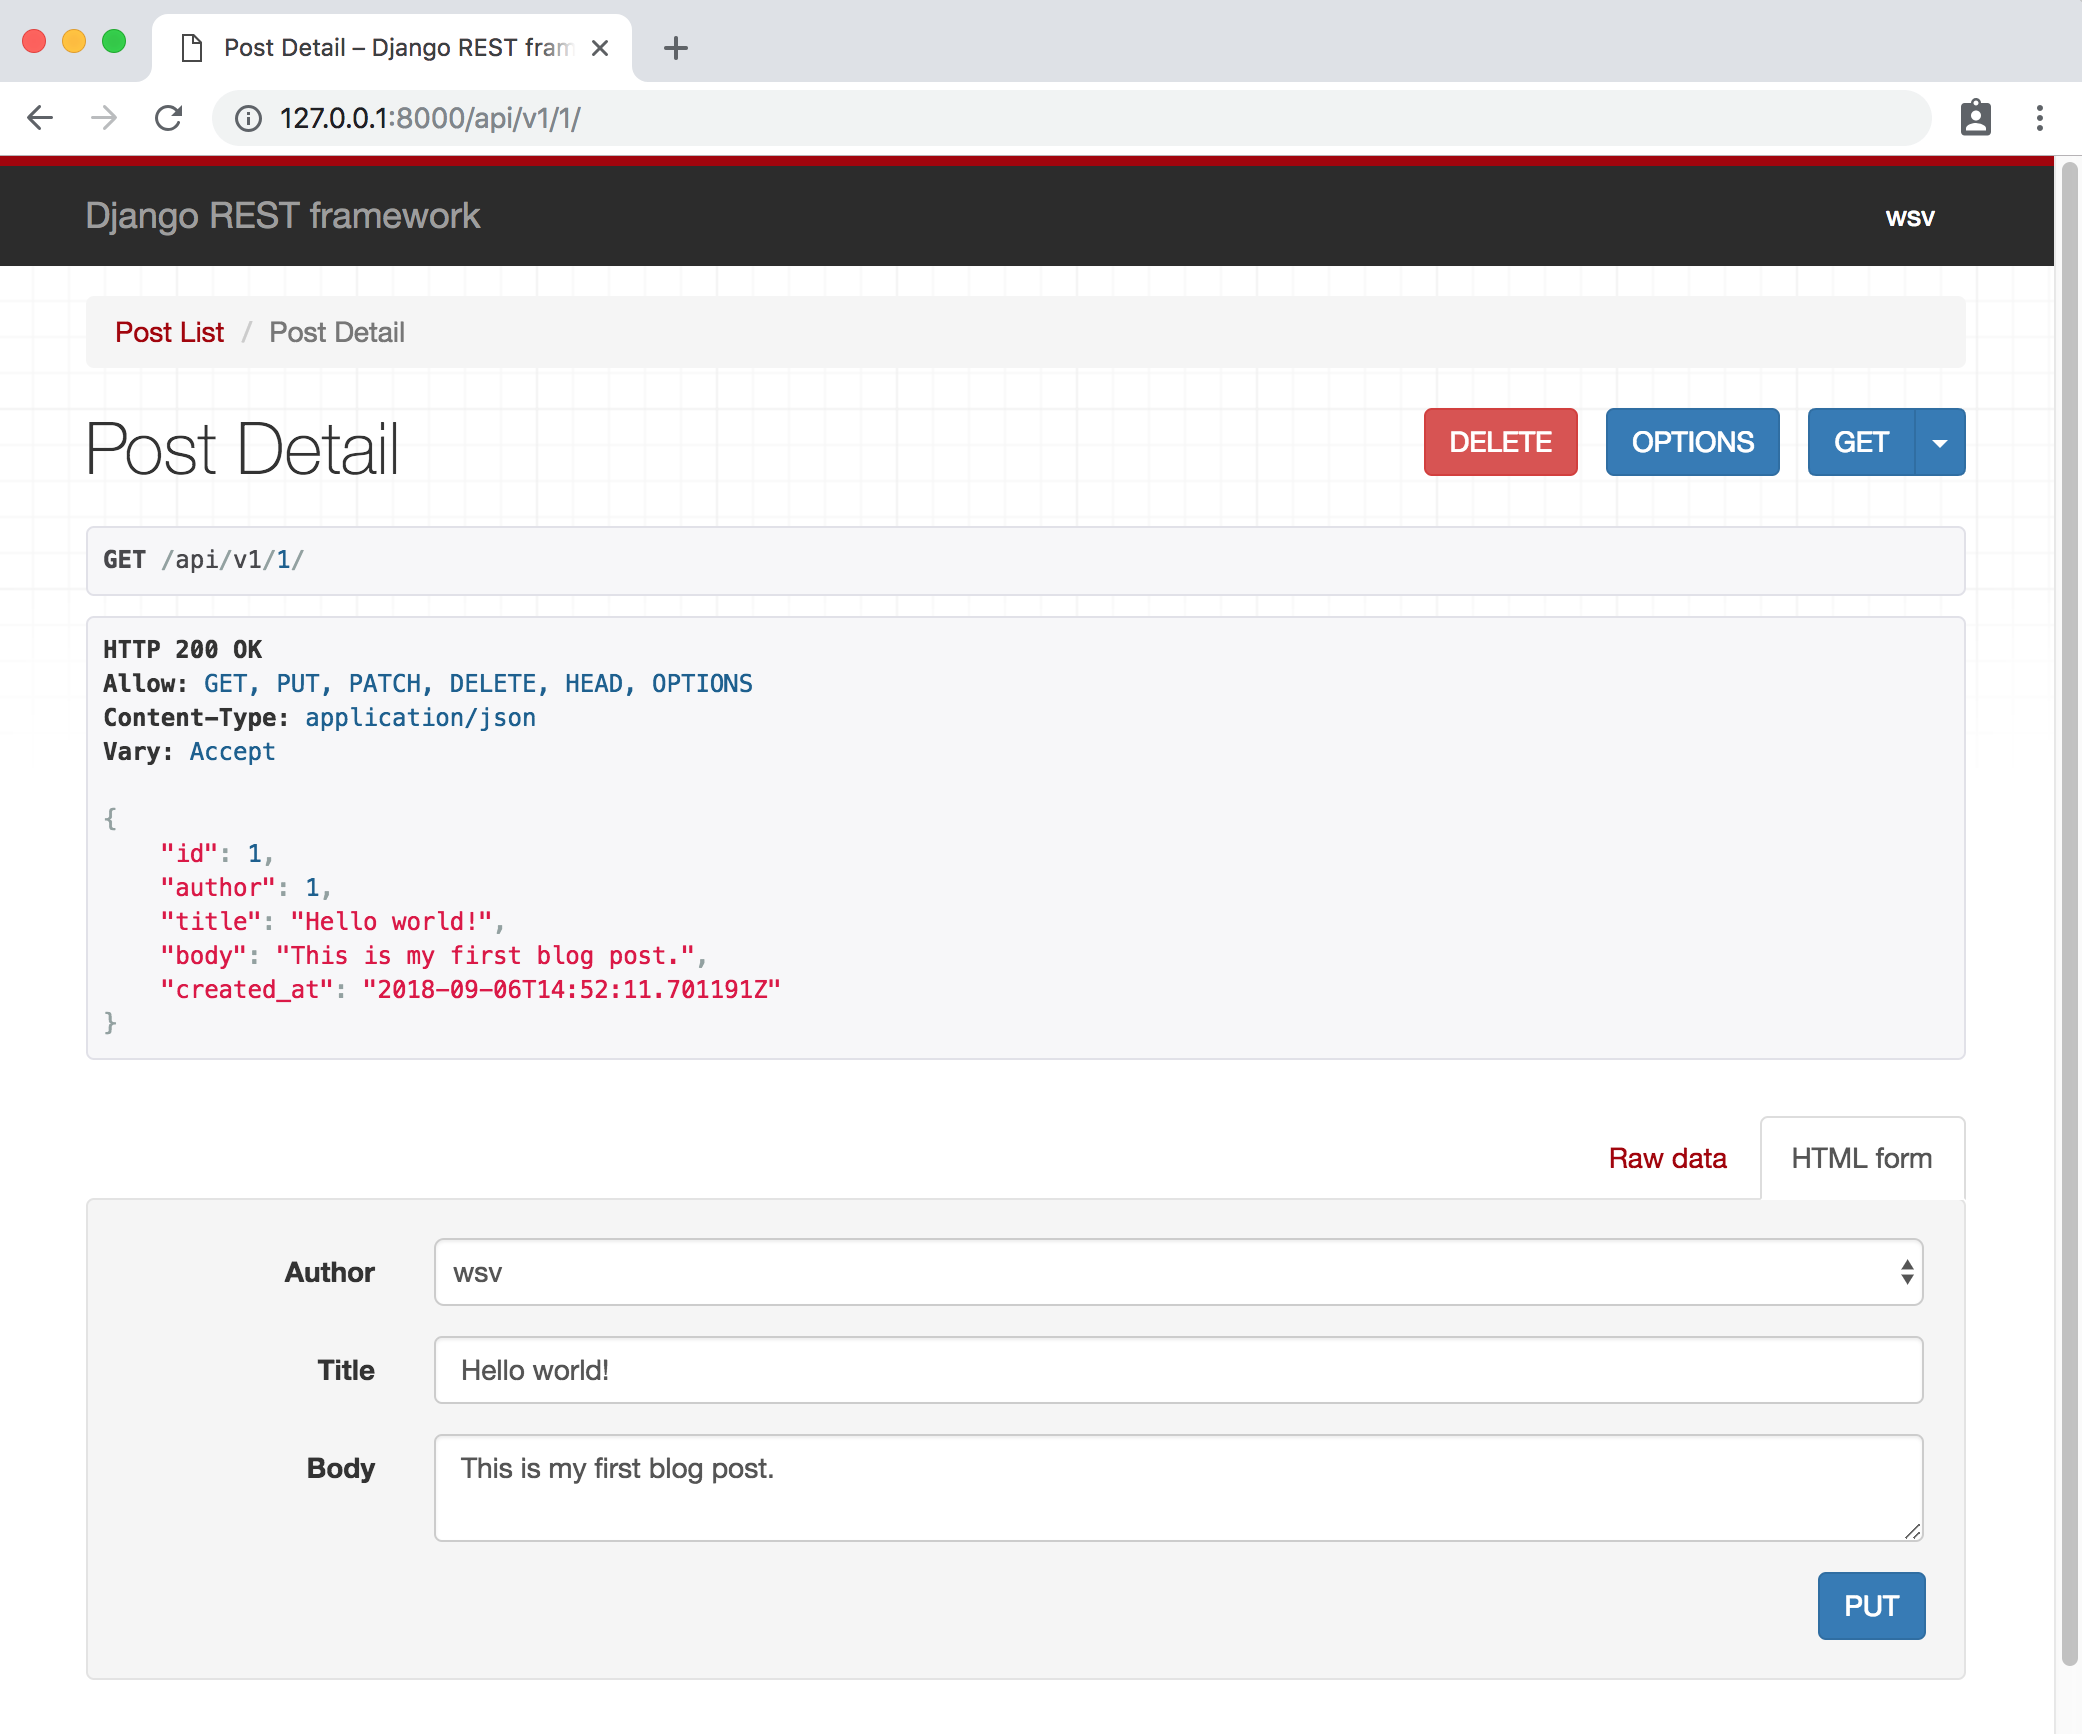 Post Detail – Django REST fram
127.0.0.1:8000/api/v1/1/
Django REST framework
wsv
Post List / Post Detail
Post Detail
DELETE
OPTIONS
GET
GET /api/v1/1/
HTTP 200 OK
Allow: GET, PUT, PATCH, DELETE, HEAD, OPTIONS
Content-Type: application/json
Vary: Accept
{
    "id": 1,
    "author": 1,
    "title": "Hello world!",
    "body": "This is my first blog post.",
    "created_at": "2018-09-06T14:52:11.701191Z"
}
Raw data
HTML form
Author
wsv
Title
Hello world!
Body
This is my first blog post.
PUT